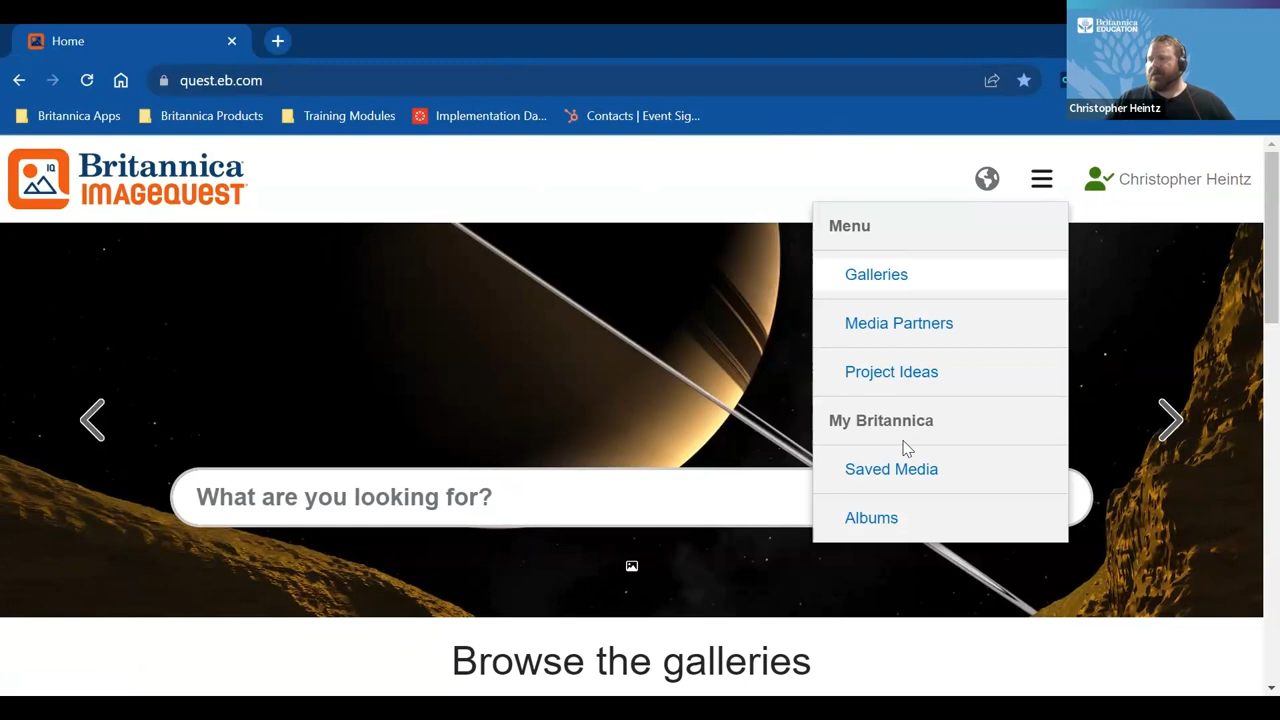 Home
Britannica
EDUCATION
quest.eb.com
Christopher Heintz
Britannica Apps
Britannica Products
Training Modules
Implementation Da...
Contacts | Event Sig...
IQ
Britannica
IMAGEQUEST
Christopher Heintz
Menu
Galleries
Media Partners
Project Ideas
My Britannica
Saved Media
Albums
What are you looking for?
Browse the galleries